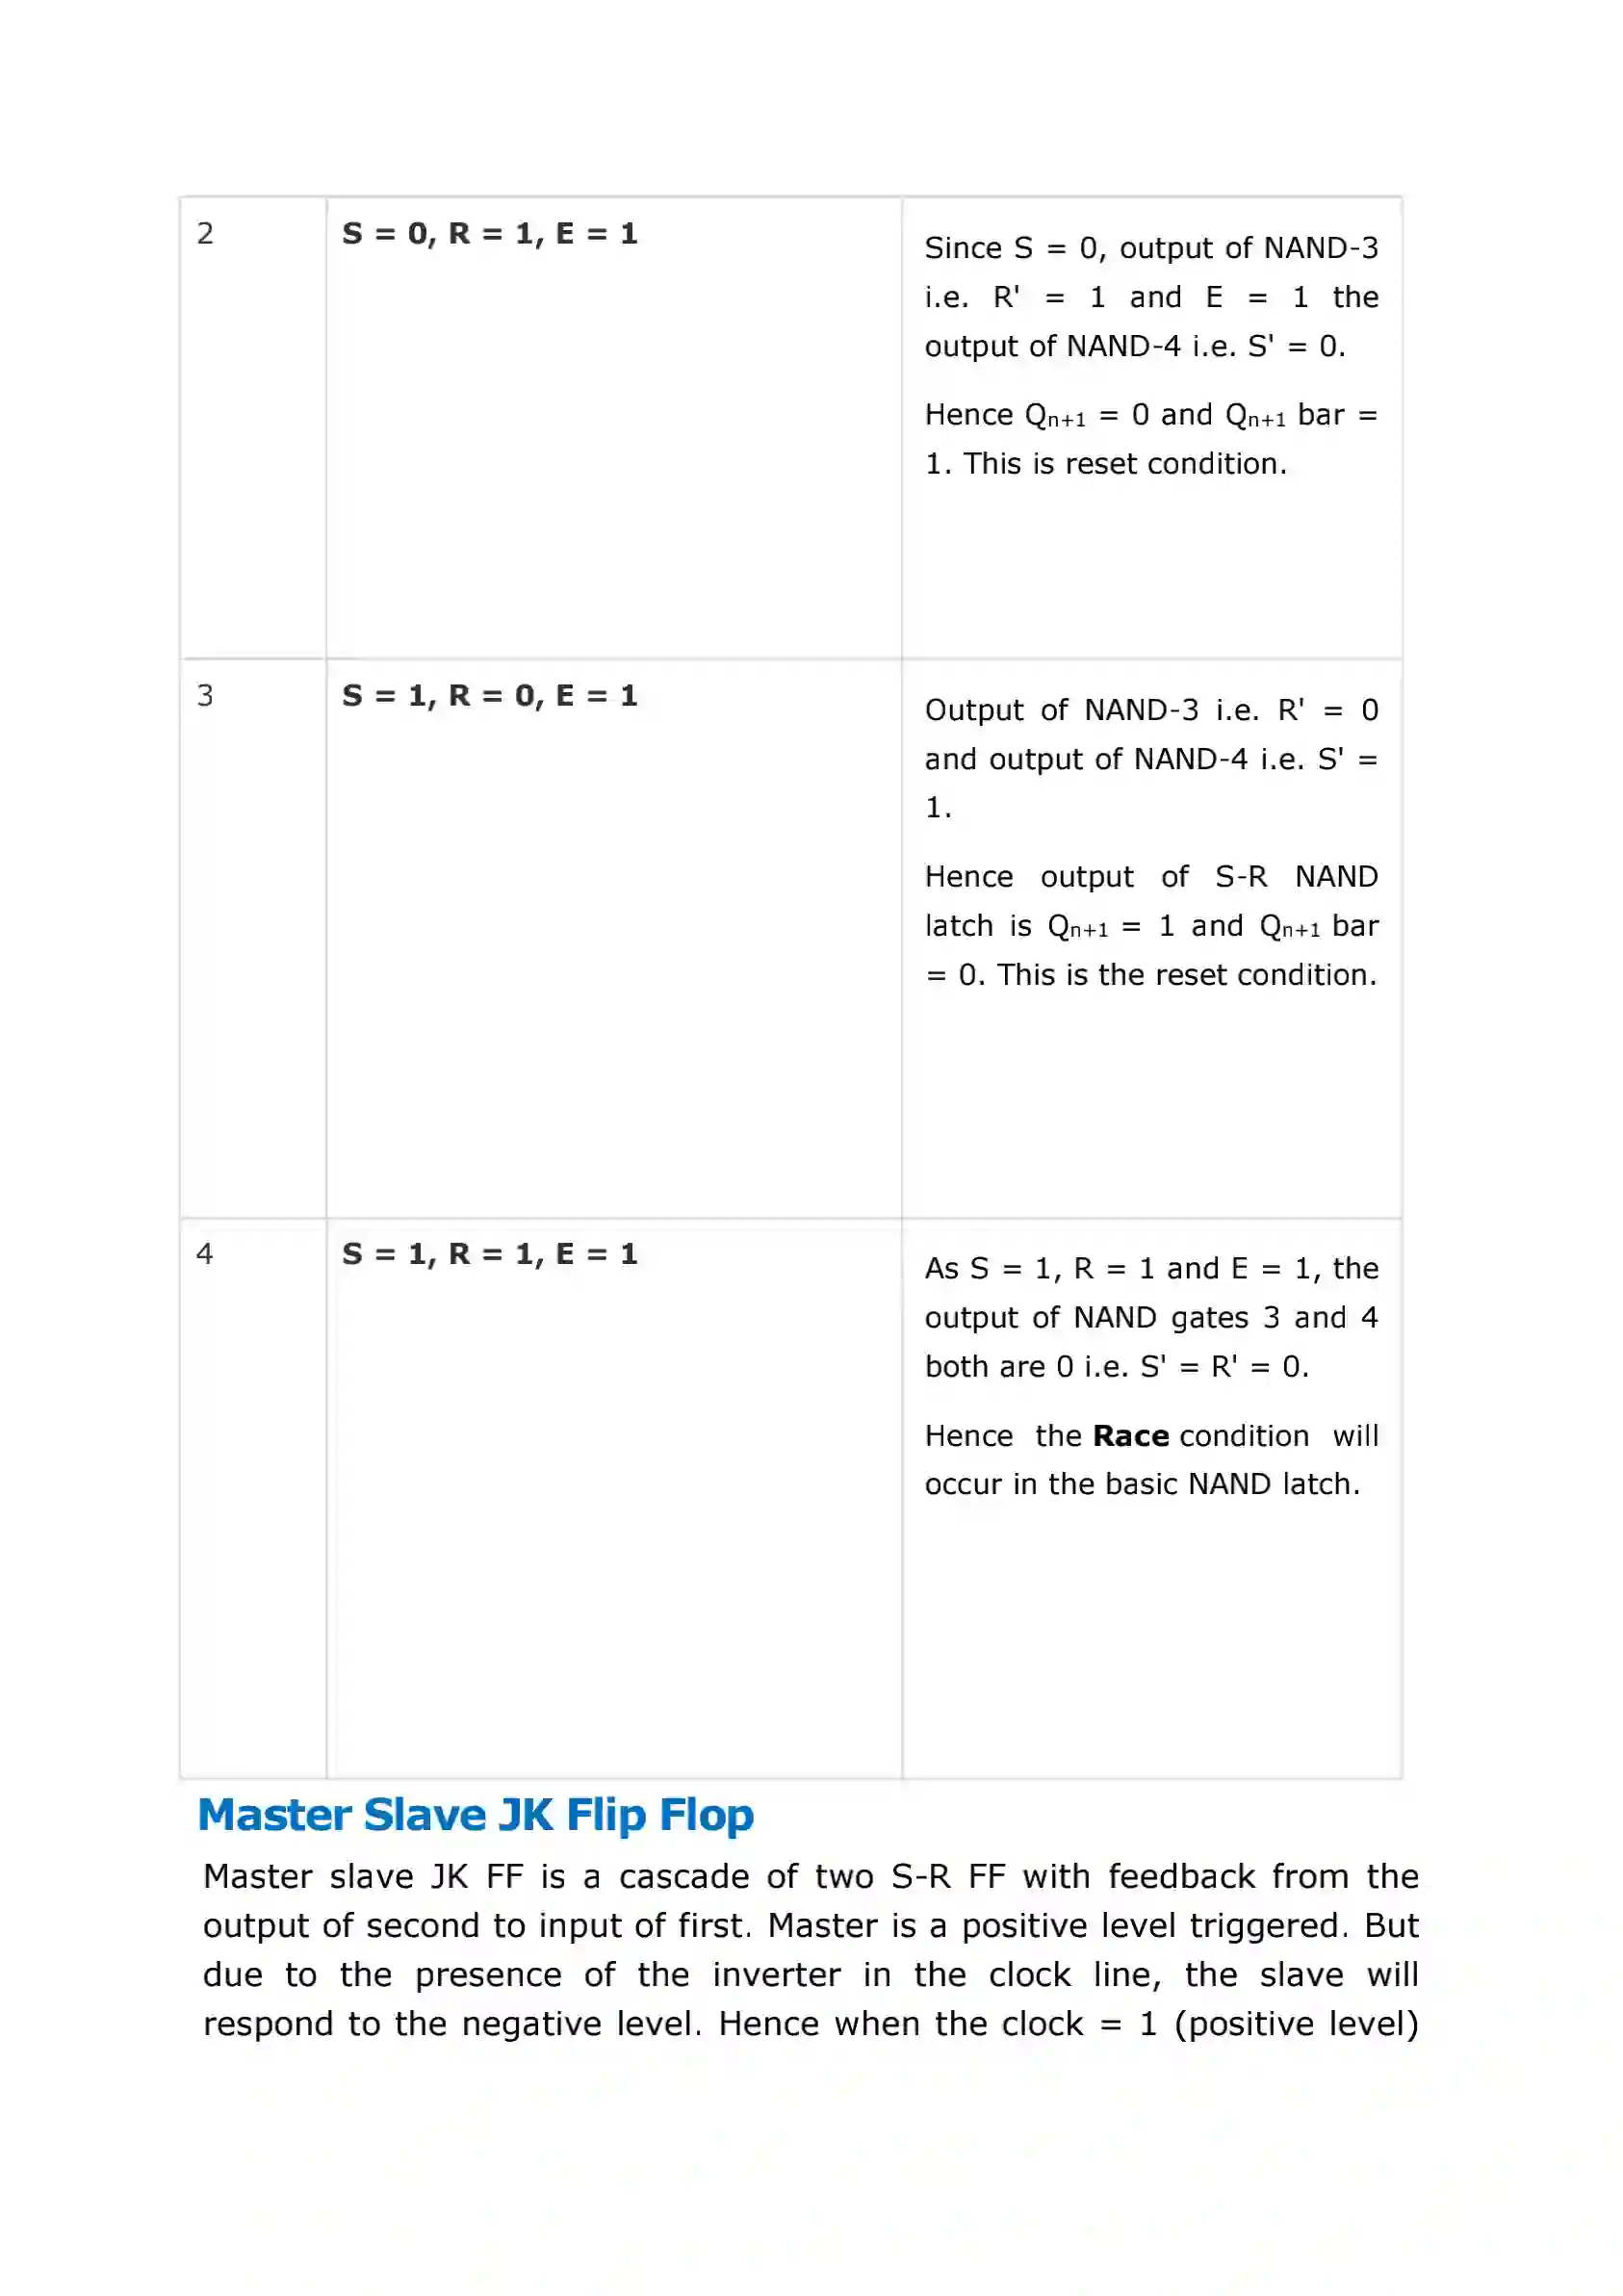 2
S = 0, R = 1, E = 1
Since S = 0, output of NAND-3
i.e. R' = 1 and E = 1 the
output of NAND-4 i.e. S' = 0.
Hence Qn+1 = 0 and Qn+1 bar =
1. This is reset condition.
3
S = 1, R = 0, E = 1
Output of NAND-3 i.e. R' = 0
and output of NAND-4 i.e. S' =
1.
Hence output of S-R NAND
latch is Qn+1 = 1 and Qn+1 bar
= 0. This is the reset condition.
4
S = 1, R = 1, E = 1
As S = 1, R = 1 and E = 1, the
output of NAND gates 3 and 4
both are 0 i.e. S' = R' = 0.
Hence the Race condition will
occur in the basic NAND latch.
Master Slave JK Flip Flop
Master slave JK FF is a cascade of two S-R FF with feedback from the
output of second to input of first. Master is a positive level triggered. But
due to the presence of the inverter in the clock line, the slave will
respond to the negative level. Hence when the clock = 1 (positive level)